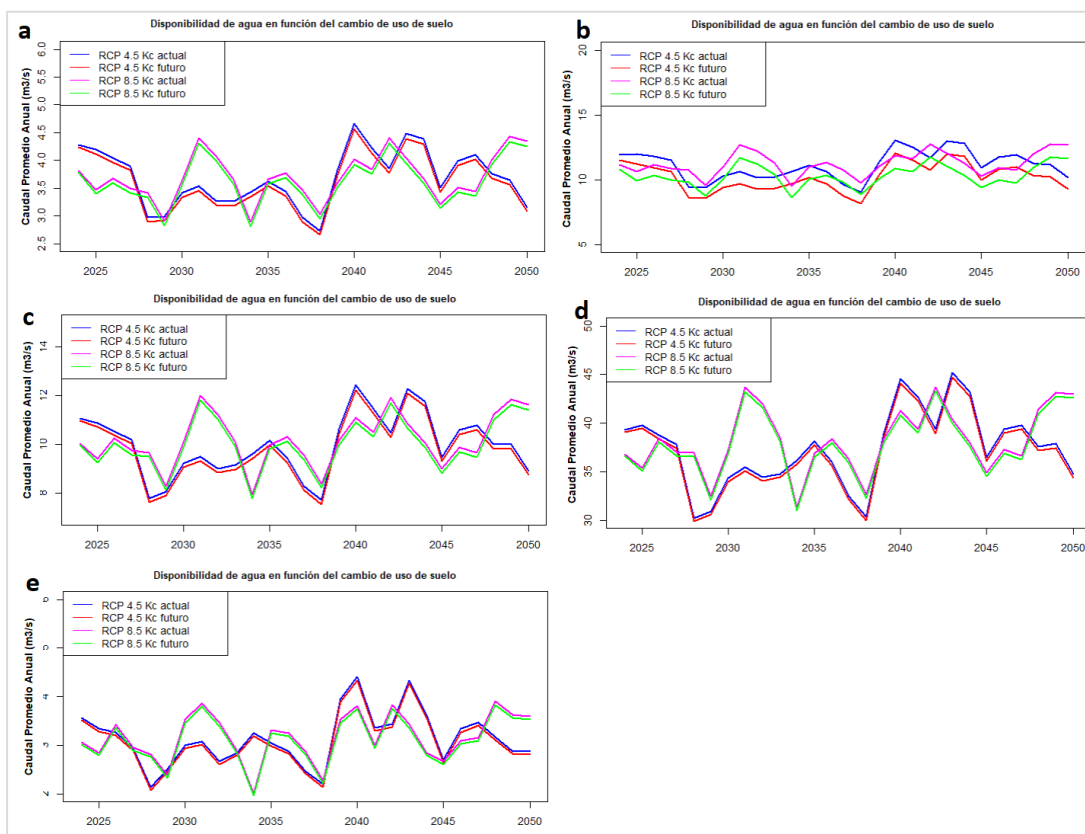 a
Disponibilidad de agua en función del cambio de uso de suelo
Caudal Promedio Anual (m3/s)
6.0
5.5
5.0
4.5
4.0
3.5
3.0
2.5
RCP 4.5 Kc actual
RCP 4.5 Kc futuro
RCP 8.5 Kc actual
RCP 8.5 Kc futuro
2025 2030 2035 2040 2045 2050
b
Disponibilidad de agua en función del cambio de uso de suelo
Caudal Promedio Anual (m3/s)
20
15
10
5
RCP 4.5 Kc actual
RCP 4.5 Kc futuro
RCP 8.5 Kc actual
RCP 8.5 Kc futuro
2025 2030 2035 2040 2045 2050
c
Disponibilidad de agua en función del cambio de uso de suelo
Caudal Promedio Anual (m3/s)
14
12
10
8
RCP 4.5 Kc actual
RCP 4.5 Kc futuro
RCP 8.5 Kc actual
RCP 8.5 Kc futuro
2025 2030 2035 2040 2045 2050
d
Disponibilidad de agua en función del cambio de uso de suelo
Caudal Promedio Anual (m3/s)
50
45
40
35
30
RCP 4.5 Kc actual
RCP 4.5 Kc futuro
RCP 8.5 Kc actual
RCP 8.5 Kc futuro
2025 2030 2035 2040 2045 2050
e
Disponibilidad de agua en función del cambio de uso de suelo
Caudal Promedio Anual (m3/s)
6
5
4
3
2
RCP 4.5 Kc actual
RCP 4.5 Kc futuro
RCP 8.5 Kc actual
RCP 8.5 Kc futuro
2025 2030 2035 2040 2045 2050